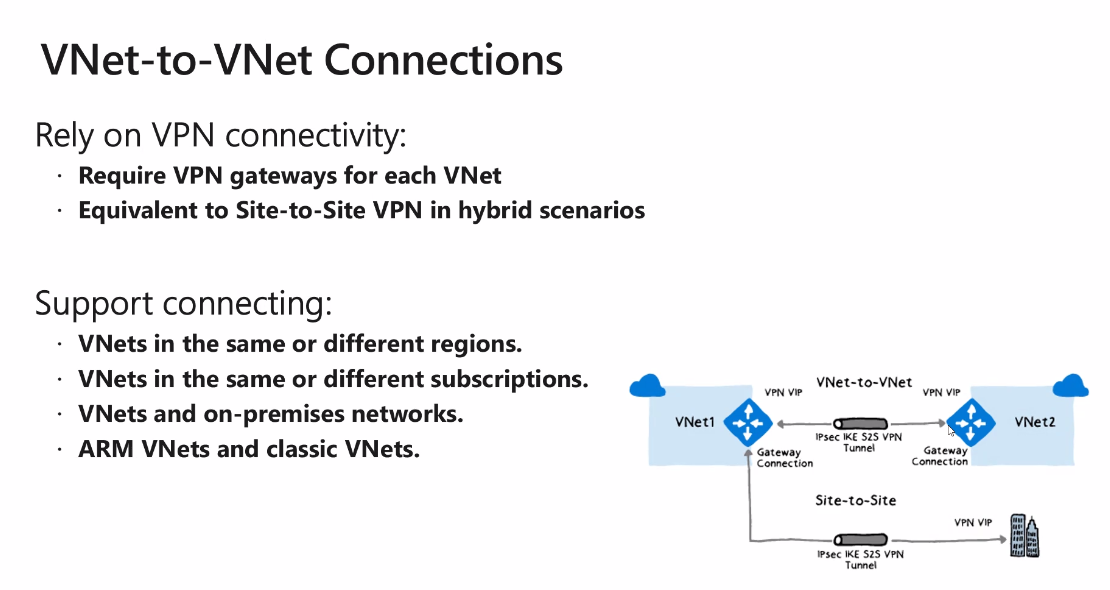 VNet-to-VNet Connections
Rely on VPN connectivity:
· Require VPN gateways for each VNet
· Equivalent to Site-to-Site VPN in hybrid scenarios
Support connecting:
· VNets in the same or different regions.
· VNets in the same or different subscriptions.
· VNets and on-premises networks.
· ARM VNets and classic VNets.
VNet-to-VNet
VPN VIP
VPN VIP
VNet1
VNet2
IPsec IKE S2S VPN
Tunnel
Gateway
Connection
Gateway
Connection
Site-to-Site
VPN VIP
IPsec IKE S2S VPN
Tunnel